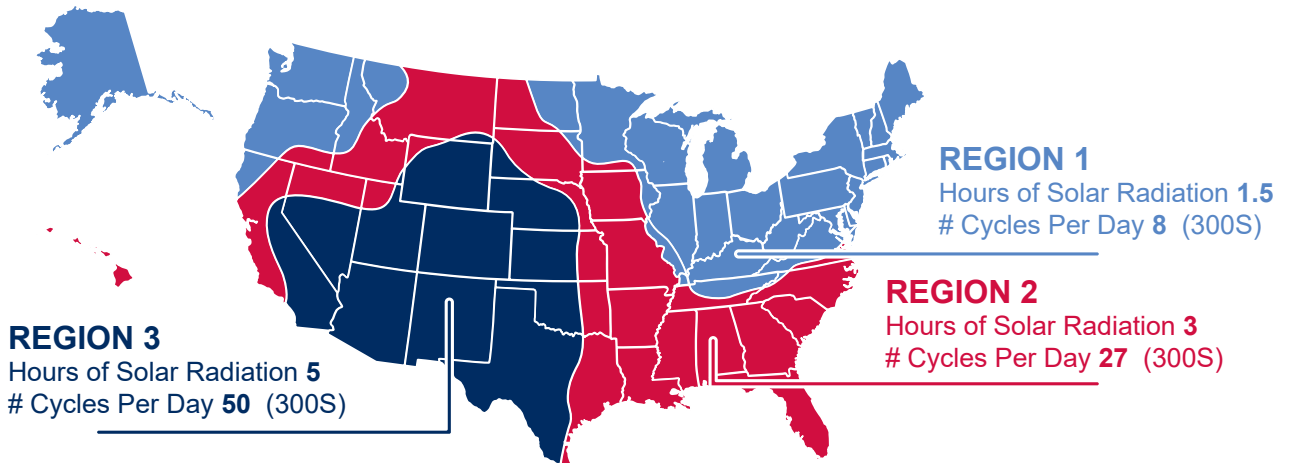 REGION 1
Hours of Solar Radiation 1.5
# Cycles Per Day 8 (300S)
REGION 2
Hours of Solar Radiation 3
# Cycles Per Day 27 (300S)
REGION 3
Hours of Solar Radiation 5
# Cycles Per Day 50 (300S)